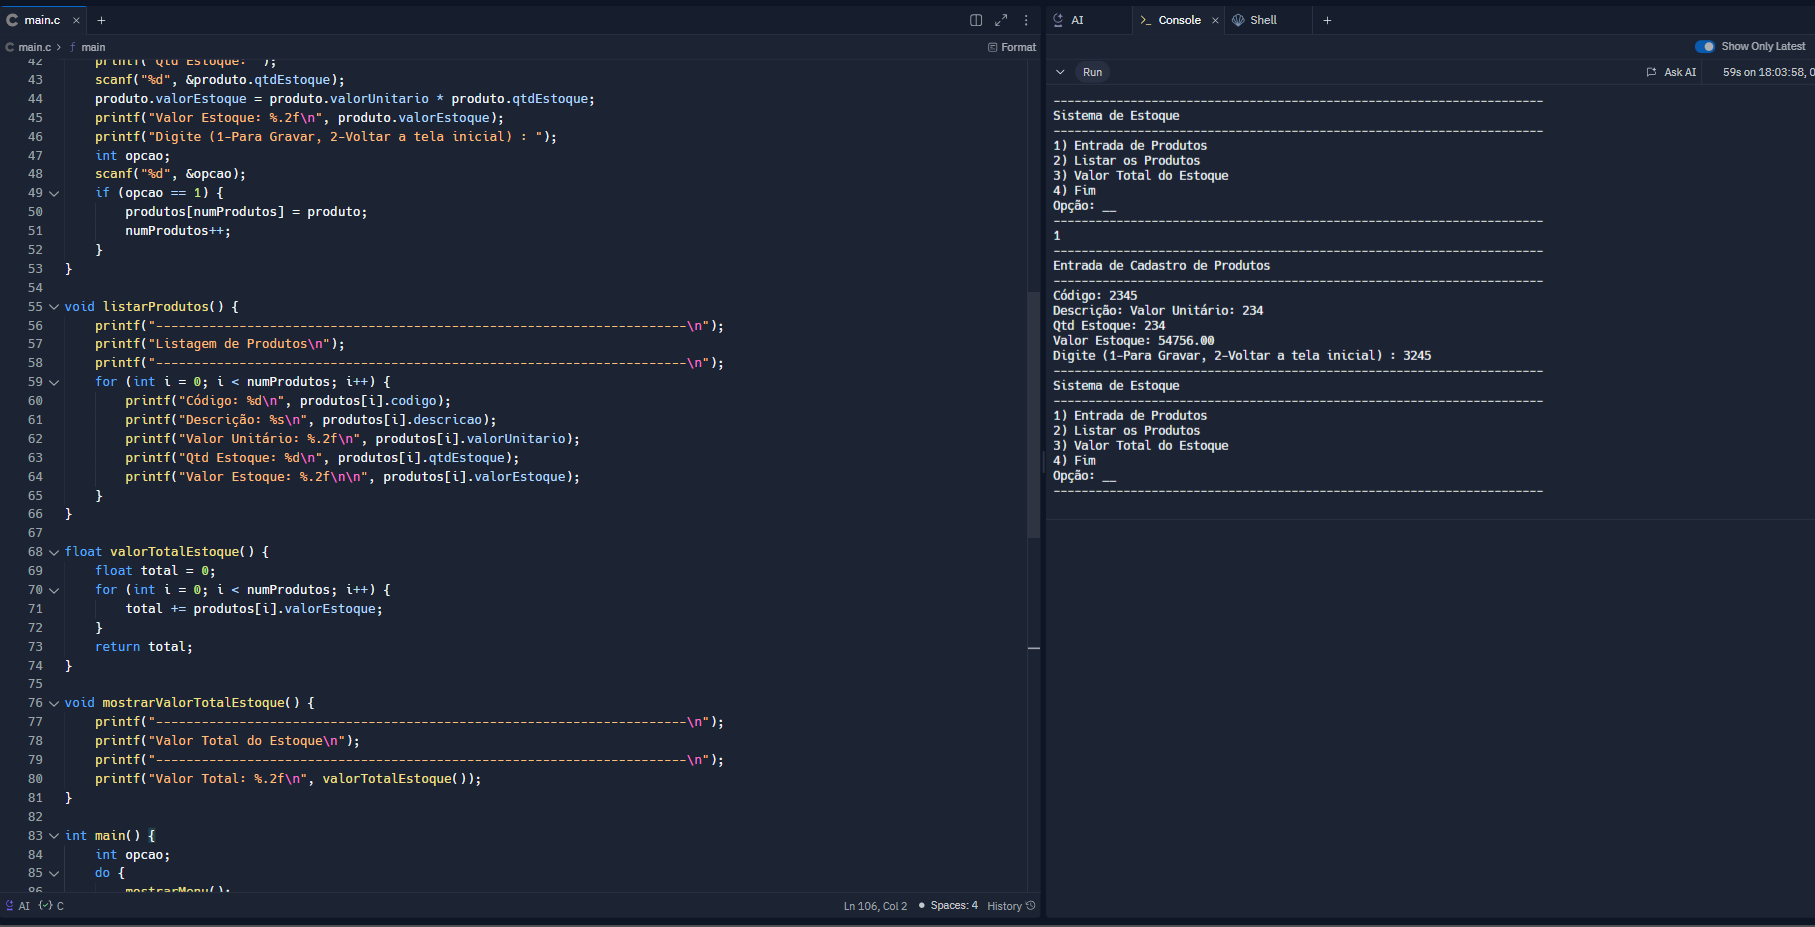 main.c
main.c > f main
Format
42 printf("Qtd Estoque: ");
43 scanf("%d", &produto.qtdEstoque);
44 produto.valorEstoque = produto.valorUnitario * produto.qtdEstoque;
45 printf("Valor Estoque: %.2f\n", produto.valorEstoque);
46 printf("Digite (1-Para Gravar, 2-Voltar a tela inicial) : ");
47 int opcao;
48 scanf("%d", &opcao);
49 if (opcao == 1) {
50 produtos[numProdutos] = produto;
51 numProdutos++;
52 }
53 }
54
55 void listarProdutos() {
56 printf("----------------------------------------------------------------------\n");
57 printf("Listagem de Produtos\n");
58 printf("----------------------------------------------------------------------\n");
59 for (int i = 0; i < numProdutos; i++) {
60 printf("Código: %d\n", produtos[i].codigo);
61 printf("Descrição: %s\n", produtos[i].descricao);
62 printf("Valor Unitário: %.2f\n", produtos[i].valorUnitario);
63 printf("Qtd Estoque: %d\n", produtos[i].qtdEstoque);
64 printf("Valor Estoque: %.2f\n\n", produtos[i].valorEstoque);
65 }
66 }
67
68 float valorTotalEstoque() {
69 float total = 0;
70 for (int i = 0; i < numProdutos; i++) {
71 total += produtos[i].valorEstoque;
72 }
73 return total;
74 }
75
76 void mostrarValorTotalEstoque() {
77 printf("----------------------------------------------------------------------\n");
78 printf("Valor Total do Estoque\n");
79 printf("----------------------------------------------------------------------\n");
80 printf("Valor Total: %.2f\n", valorTotalEstoque());
81 }
82
83 int main() {
84 int opcao;
85 do {
86 mostrarMenu();
AI C
Ln 106, Col 2 • Spaces: 4 History
AI
Console
Shell
Show Only Latest
Run
Ask AI
59s on 18:03:58, 0
----------------------------------------------------------------------
Sistema de Estoque
----------------------------------------------------------------------
1) Entrada de Produtos
2) Listar os Produtos
3) Valor Total do Estoque
4) Fim
Opção: __
----------------------------------------------------------------------
1
----------------------------------------------------------------------
Entrada de Cadastro de Produtos
----------------------------------------------------------------------
Código: 2345
Descrição: Valor Unitário: 234
Qtd Estoque: 234
Valor Estoque: 54756.00
Digite (1-Para Gravar, 2-Voltar a tela inicial) : 3245
----------------------------------------------------------------------
Sistema de Estoque
----------------------------------------------------------------------
1) Entrada de Produtos
2) Listar os Produtos
3) Valor Total do Estoque
4) Fim
Opção: __
----------------------------------------------------------------------